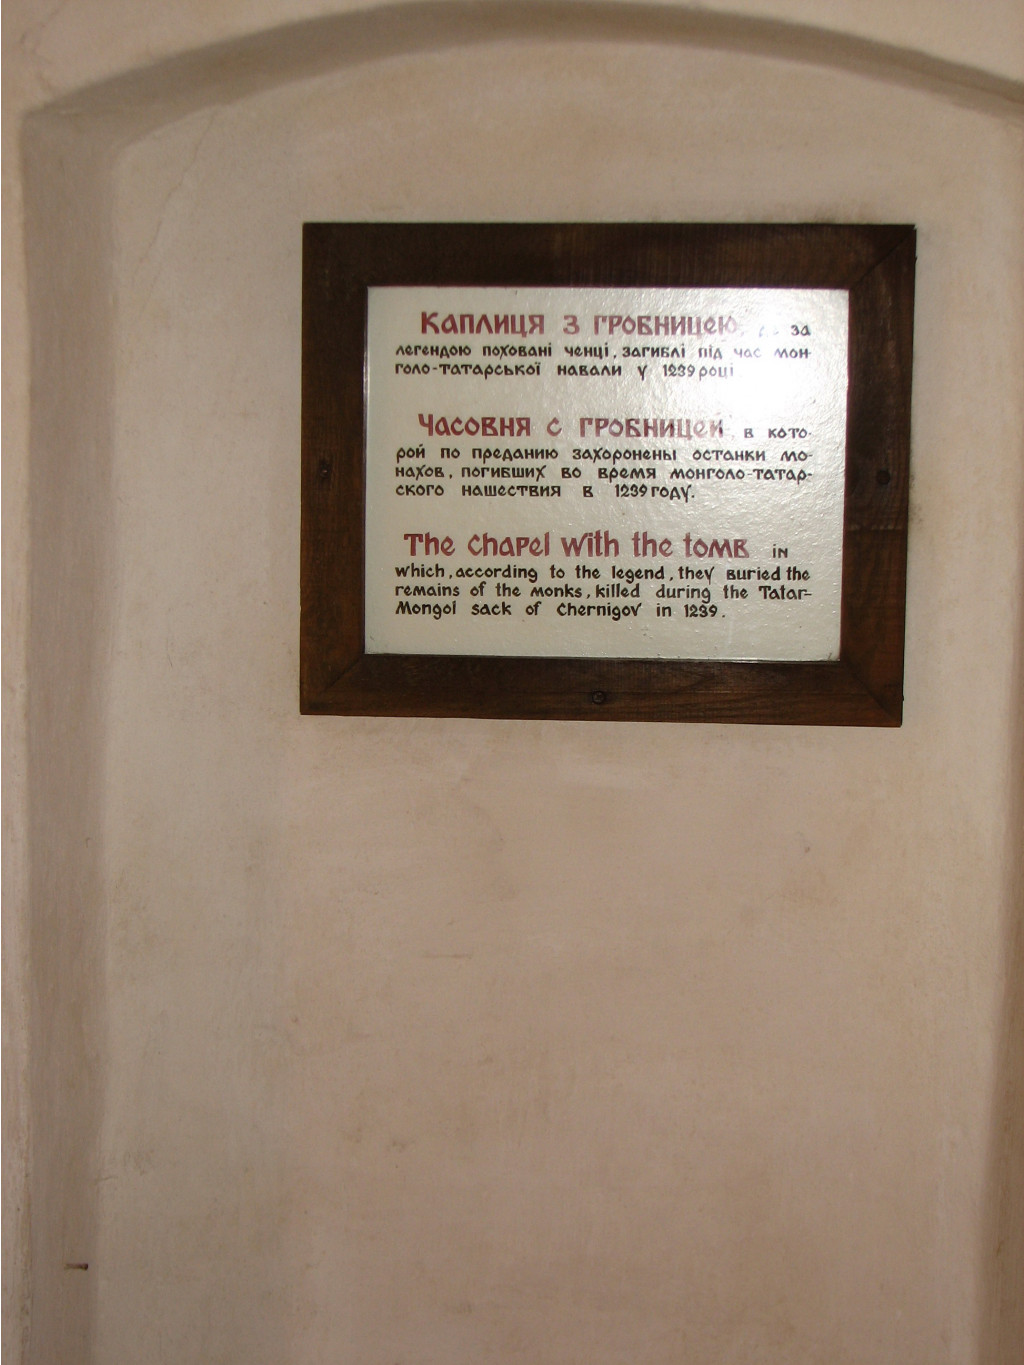 Каплиця з гробницею, за
легендою поховані ченці, загиблі під час мон-
голо-татарської навали у 1239 році
Часовня с гробницей, в кото-
рой по преданию захоронены останки мо-
нахов, погивших во время монголо-татар-
ского нашествия в 1239 году.
The chapel with the tomb in
which, according to the legend, they buried the
remains of the monks, killed during the Tatar-
Mongol sack of Chernigov in 1239.